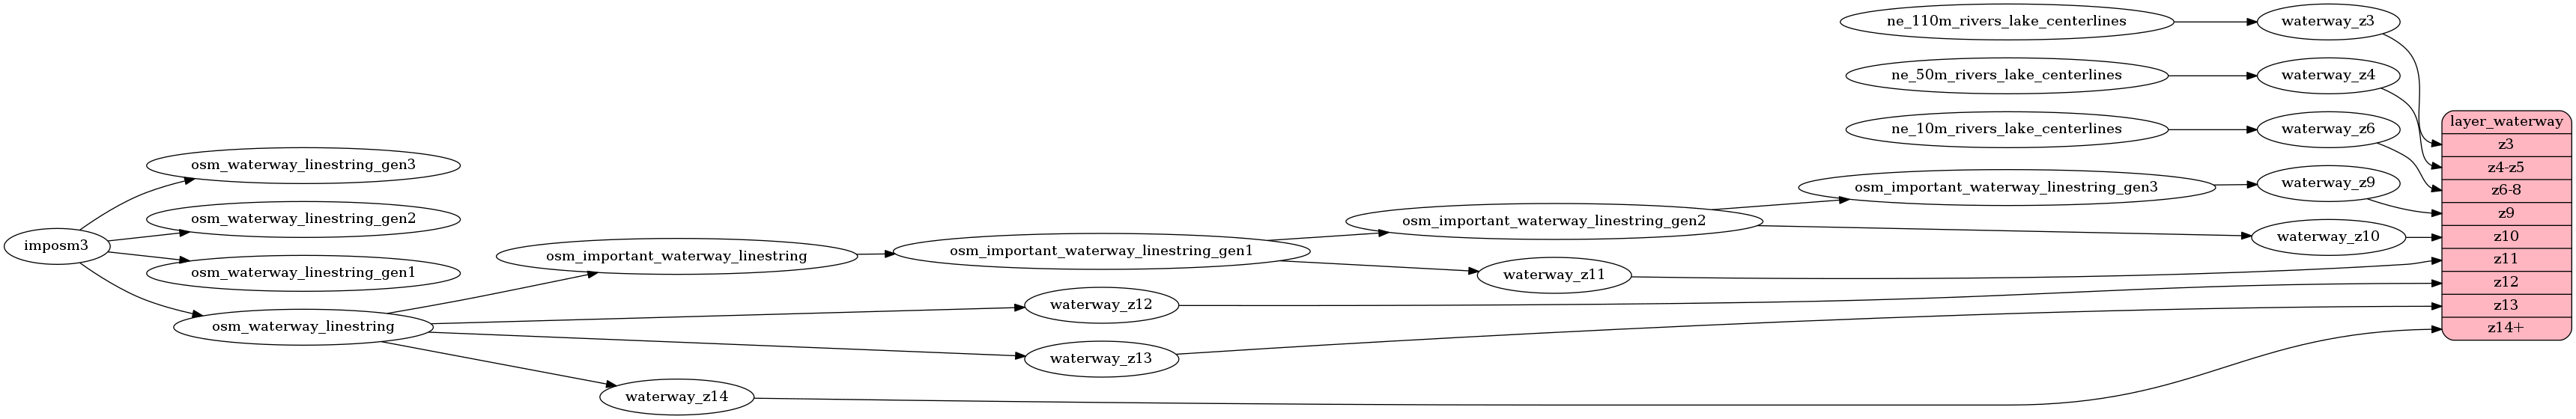 imposm3
osm_waterway_linestring_gen3
osm_waterway_linestring_gen2
osm_waterway_linestring_gen1
osm_waterway_linestring
osm_important_waterway_linestring
waterway_z14
osm_important_waterway_linestring_gen1
waterway_z12
waterway_z13
osm_important_waterway_linestring_gen2
waterway_z11
ne_110m_rivers_lake_centerlines
ne_50m_rivers_lake_centerlines
ne_10m_rivers_lake_centerlines
osm_important_waterway_linestring_gen3
waterway_z3
waterway_z4
waterway_z6
waterway_z9
waterway_z10
layer_waterway
z3
z4-z5
z6-8
z9
z10
z11
z12
z13
z14+